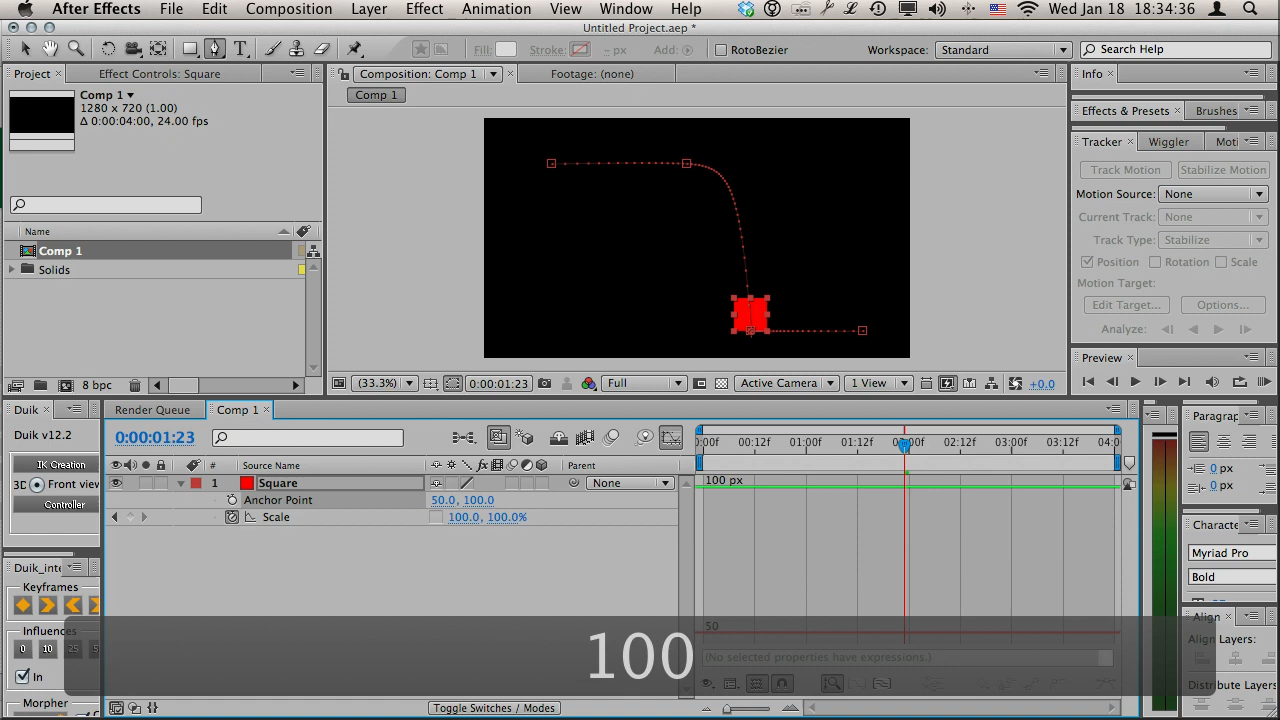 After Effects File Edit Composition Layer Effect Animation View Window Help Wed Jan 18 18:34:36
Untitled Project.aep *
Fill: Stroke: - px Add: RotoBezier Workspace: Standard Search Help
Project Effect Controls: Square Composition: Comp 1 Footage: (none) Info
Comp 1
1280 x 720 (1.00)
Δ 0:00:04:00, 24.00 fps
Comp 1
Effects & Presets Brushes
Tracker Wiggler Moti
Track Motion Stabilize Motion
Motion Source: None
Current Track: None
Track Type: Stabilize
Position Rotation Scale
Motion Target:
Edit Target... Options...
Analyze:
Name
Comp 1
Solids
Preview
8 bpc (33.3%) 0:00:01:23 Full Active Camera 1 View +0.0
Duik Render Queue Comp 1
Duik v12.2
IK Creation
3C Front view
Controller
0:00:01:23
:00f 00:12f 01:00f 01:12f 0:00f 02:12f 03:00f 03:12f 04:0
# Source Name Parent
1 Square None
Anchor Point 50.0, 100.0
Scale 100.0, 100.0%
100 px
50
(No selected properties have expressions.)
Toggle Switches / Modes
Duik_inte
Keyframes
Influences
0 10 25 5
In
Morpher
100
Paragrap
0 px
0 px
Characte
Myriad Pro
Bold
Align
Align Layers:
Distribute Layers: